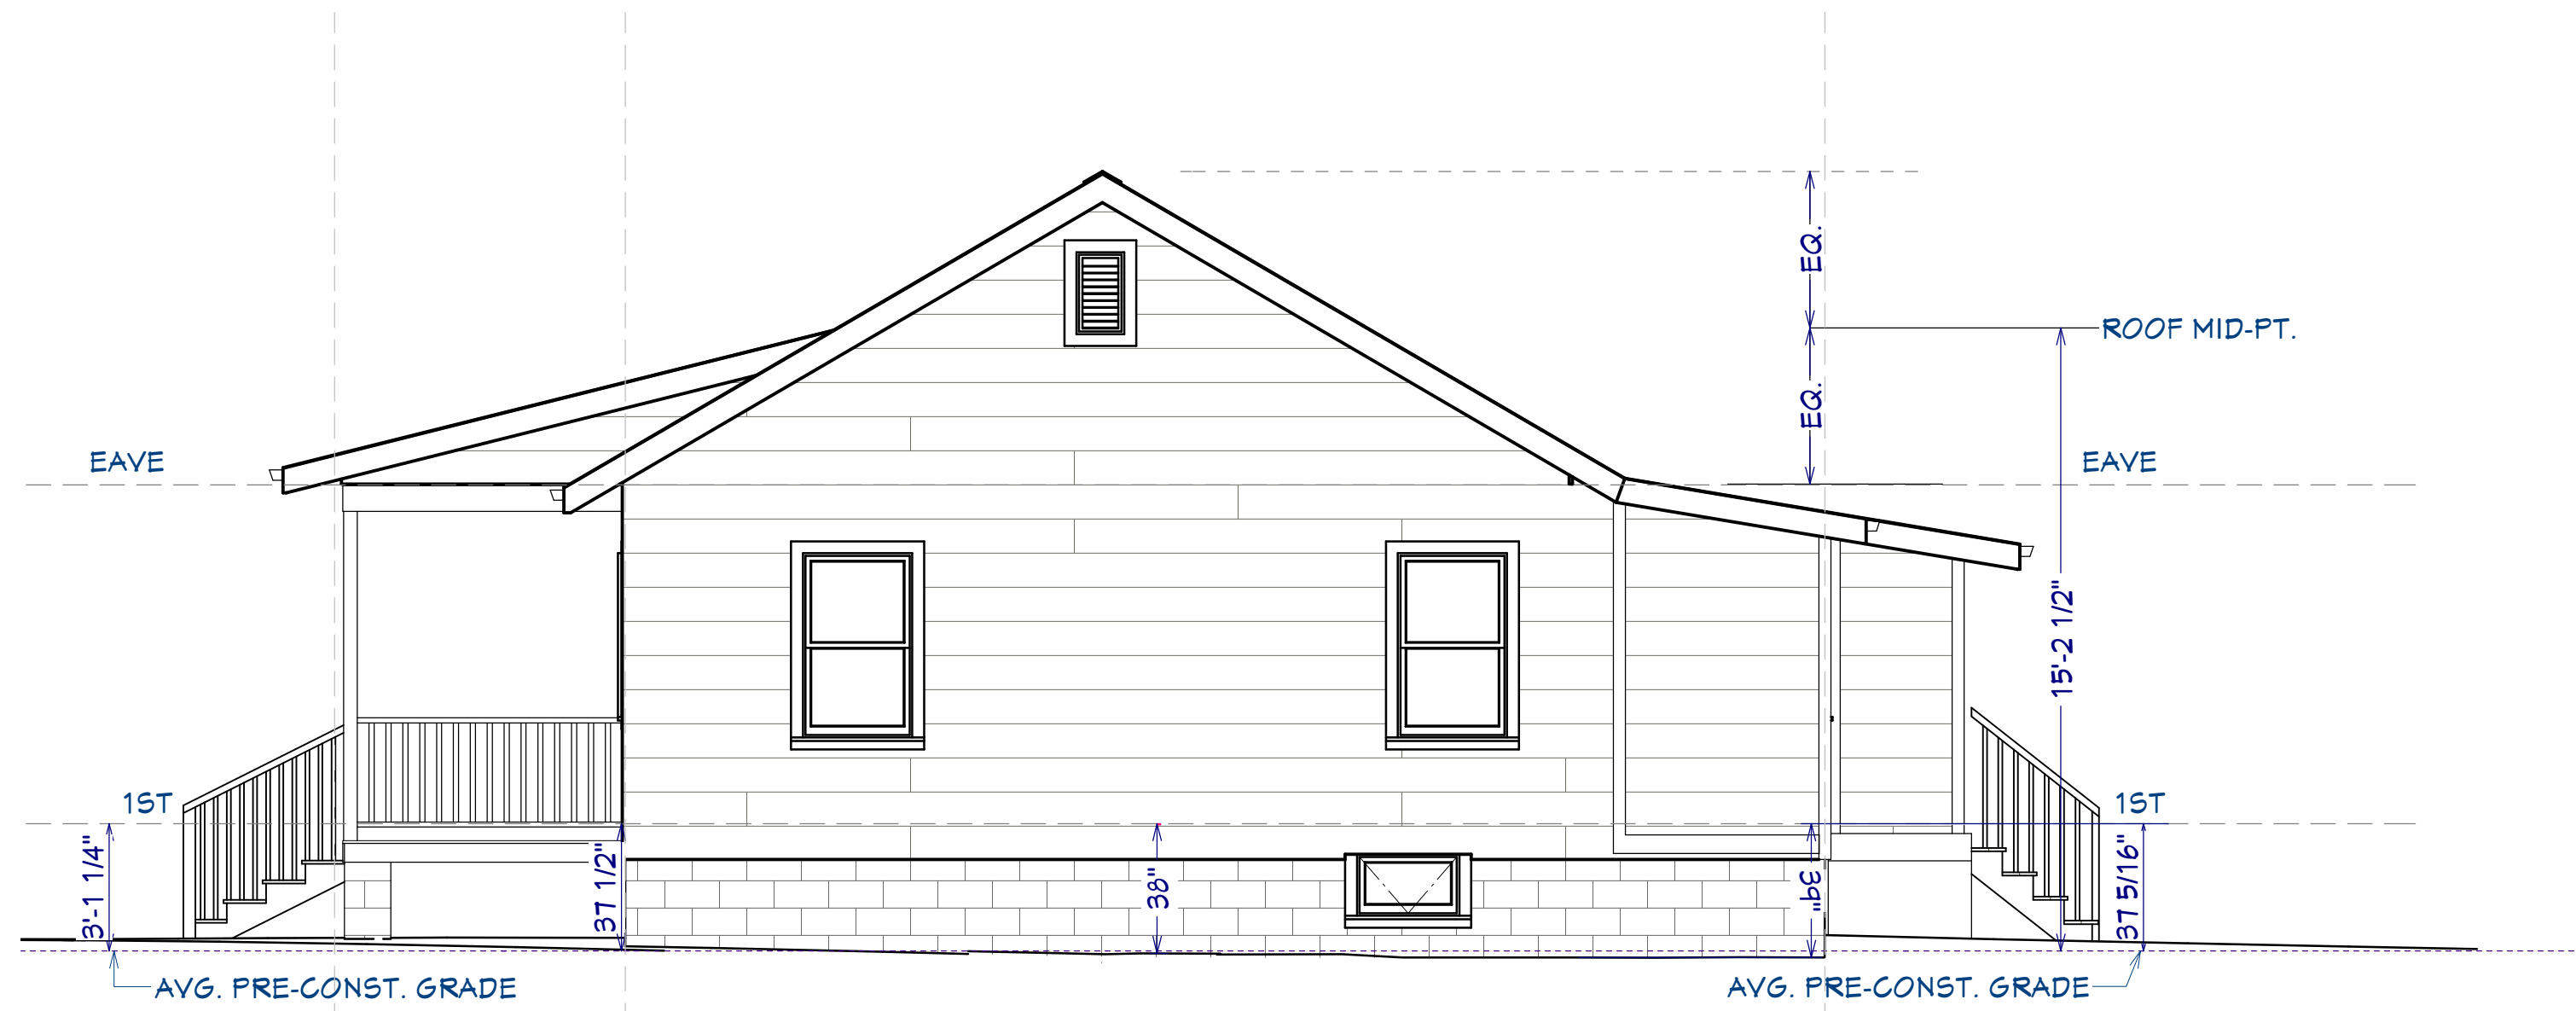 EQ.
ROOF MID-PT.
EQ.
EAVE
EAVE
15'-2 1/2"
1ST
1ST
3'-1 1/4"
37 1/2"
38"
39"
37 5/16"
AVG. PRE-CONST. GRADE
AVG. PRE-CONST. GRADE